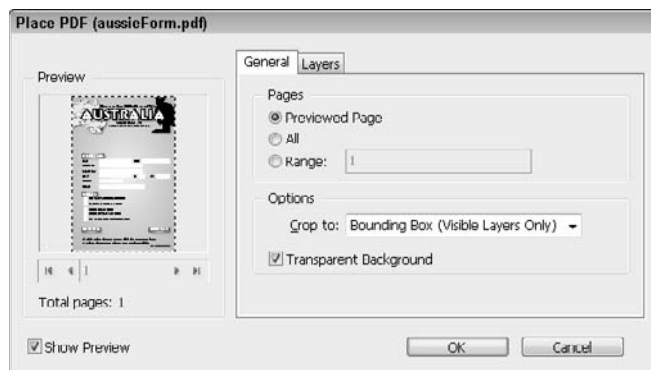 Place PDF (aussieForm.pdf)
Preview
AUSTRALIA
1
Total pages: 1
Show Preview
General
Layers
Pages
Previewed Page
All
Range: 1
Options
Crop to: Bounding Box (Visible Layers Only)
Transparent Background
OK
Cancel